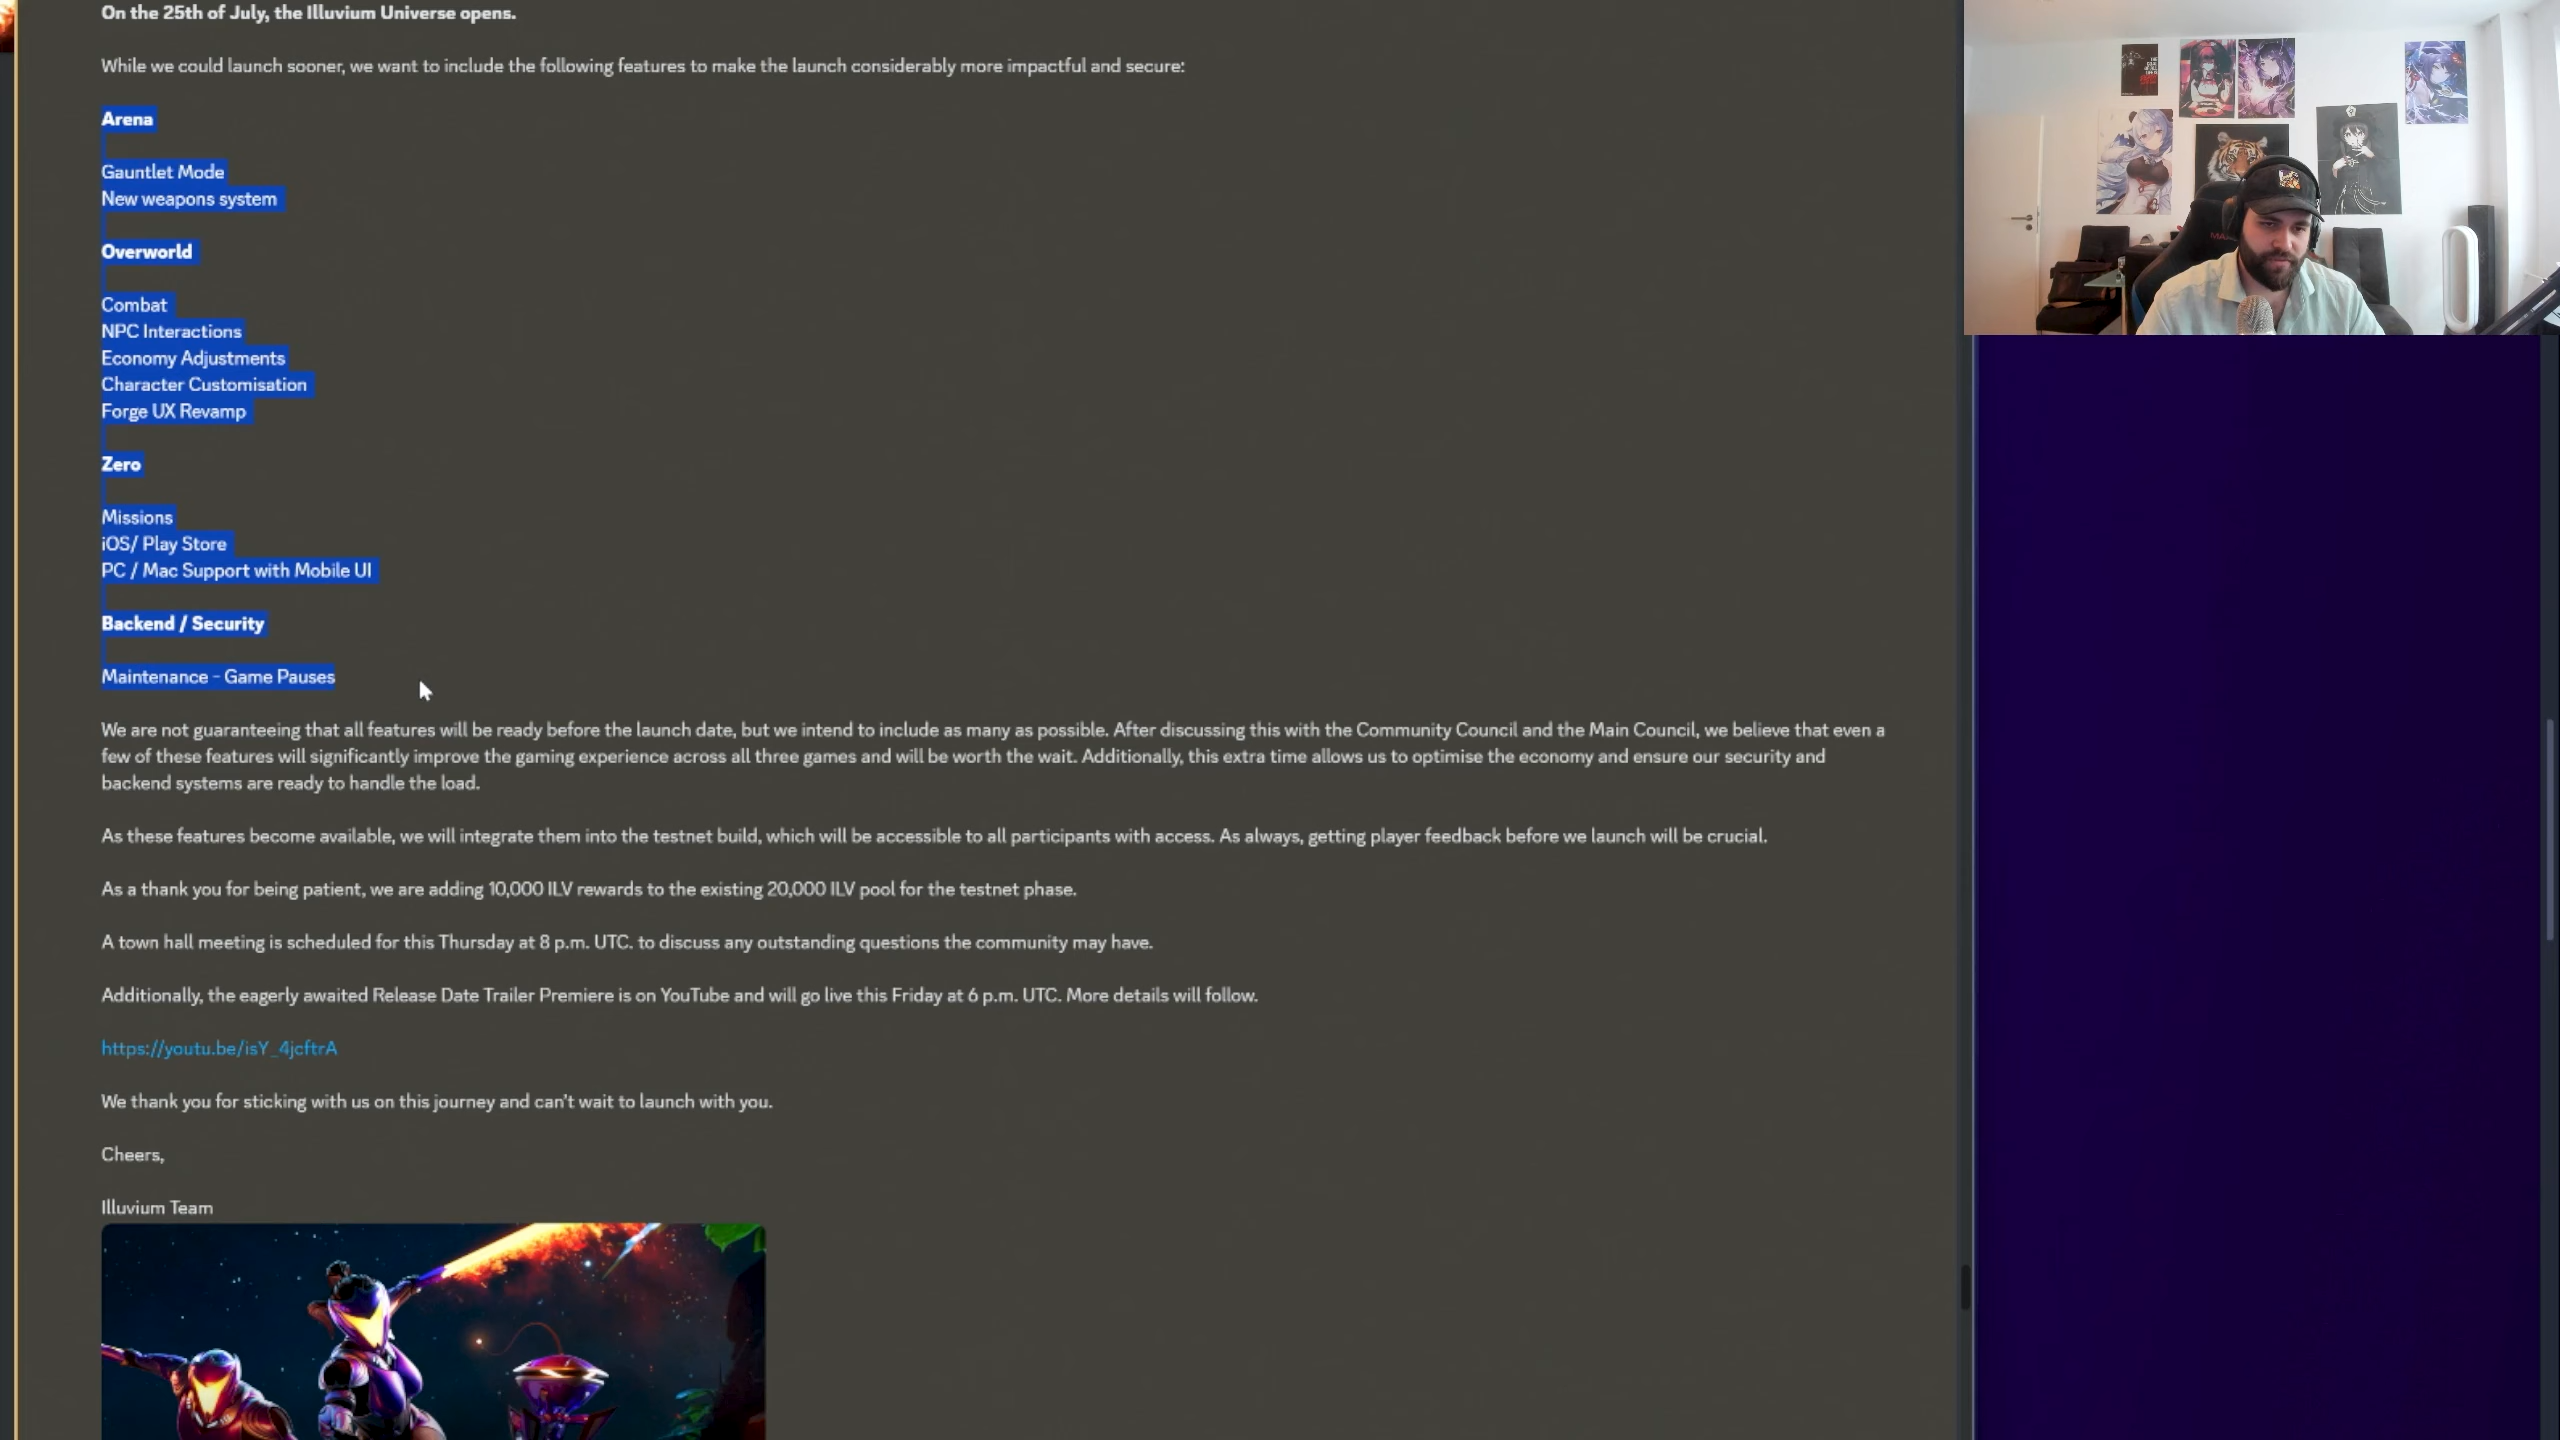 On the 25th of July, the Illuvium Universe opens.
While we could launch sooner, we want to include the following features to make the launch considerably more impactful and secure:
Arena
Gauntlet Mode
New weapons system
Overworld
Combat
NPC Interactions
Economy Adjustments
Character Customisation
Forge UX Revamp
Zero
Missions
iOS/ Play Store
PC / Mac Support with Mobile UI
Backend / Security
Maintenance - Game Pauses
We are not guaranteeing that all features will be ready before the launch date, but we intend to include as many as possible. After discussing this with the Community Council and the Main Council, we believe that even a
few of these features will significantly improve the gaming experience across all three games and will be worth the wait. Additionally, this extra time allows us to optimise the economy and ensure our security and
backend systems are ready to handle the load.
As these features become available, we will integrate them into the testnet build, which will be accessible to all participants with access. As always, getting player feedback before we launch will be crucial.
As a thank you for being patient, we are adding 10,000 ILV rewards to the existing 20,000 ILV pool for the testnet phase.
A town hall meeting is scheduled for this Thursday at 8 p.m. UTC. to discuss any outstanding questions the community may have.
Additionally, the eagerly awaited Release Date Trailer Premiere is on YouTube and will go live this Friday at 6 p.m. UTC. More details will follow.
https://youtu.be/isY_4jcftrA
We thank you for sticking with us on this journey and can't wait to launch with you.
Cheers,
Illuvium Team